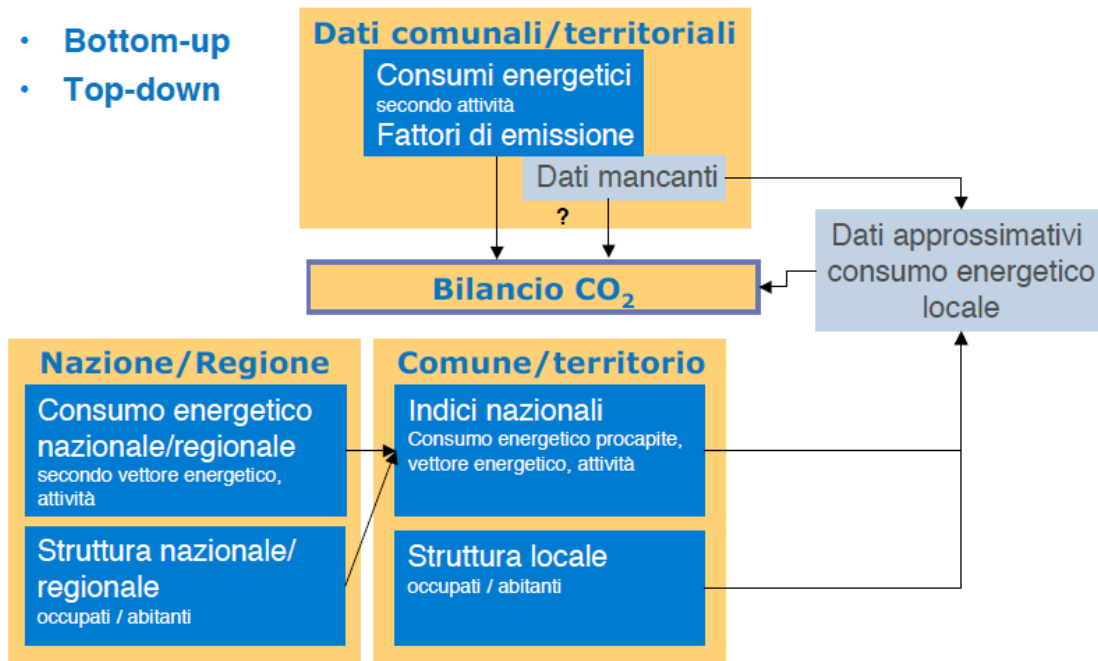 • Bottom-up
• Top-down
Dati comunali/territoriali
Consumi energetici
secondo attività
Fattori di emissione
Dati mancanti
?
Bilancio CO₂
Dati approssimativi
consumo energetico
locale
Nazione/Regione
Consumo energetico
nazionale/regionale
secondo vettore energetico,
attività
Struttura nazionale/
regionale
occupati / abitanti
Comune/territorio
Indici nazionali
Consumo energetico procapite,
vettore energetico, attività
Struttura locale
occupati / abitanti